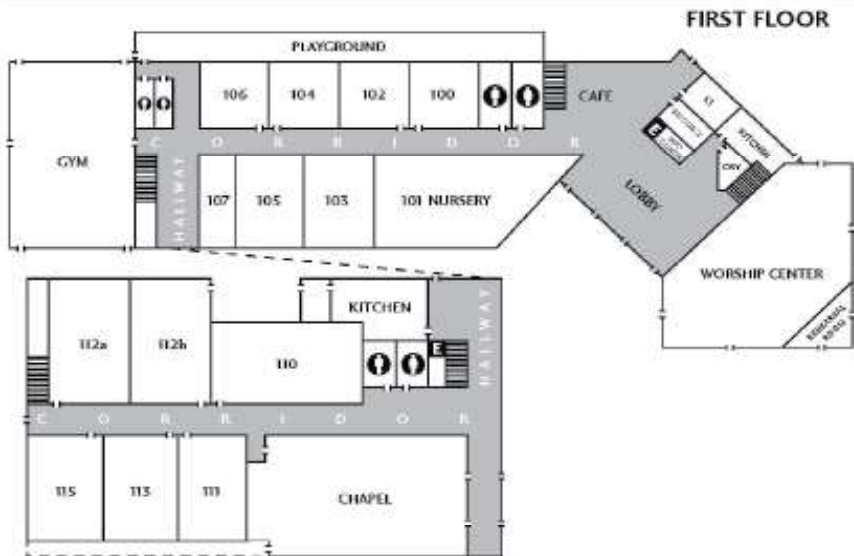 FIRST FLOOR
PLAYGROUND
106
104
102
100
CAFE
KITCHEN
E
CRY
CORRIDOR
GYM
HALLWAY
107
105
103
101 NURSERY
LOBBY
WORSHIP CENTER
KITCHEN
HALLWAY
112a
112b
110
E
CORRIDOR
115
113
111
CHAPEL